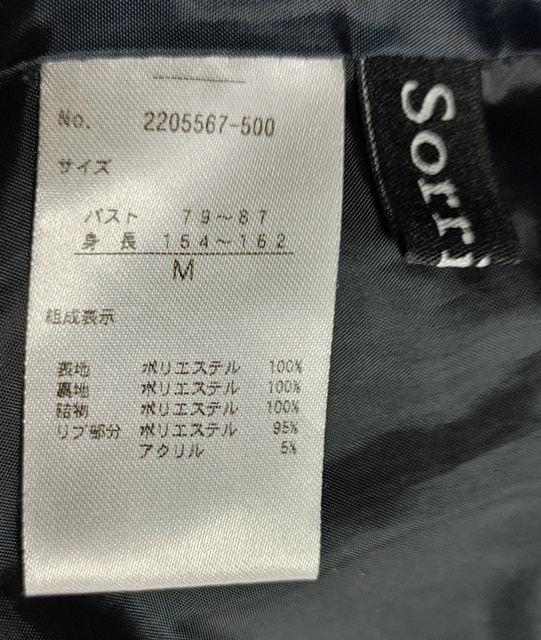 No. 2205567-500
サイズ
バスト 79～87
身長 154～162
M
組成表示
表地 ポリエステル 100%
裏地 ポリエステル 100%
詰物 ポリエステル 100%
リブ部分 ポリエステル 95%
アクリル 5%
Sorri